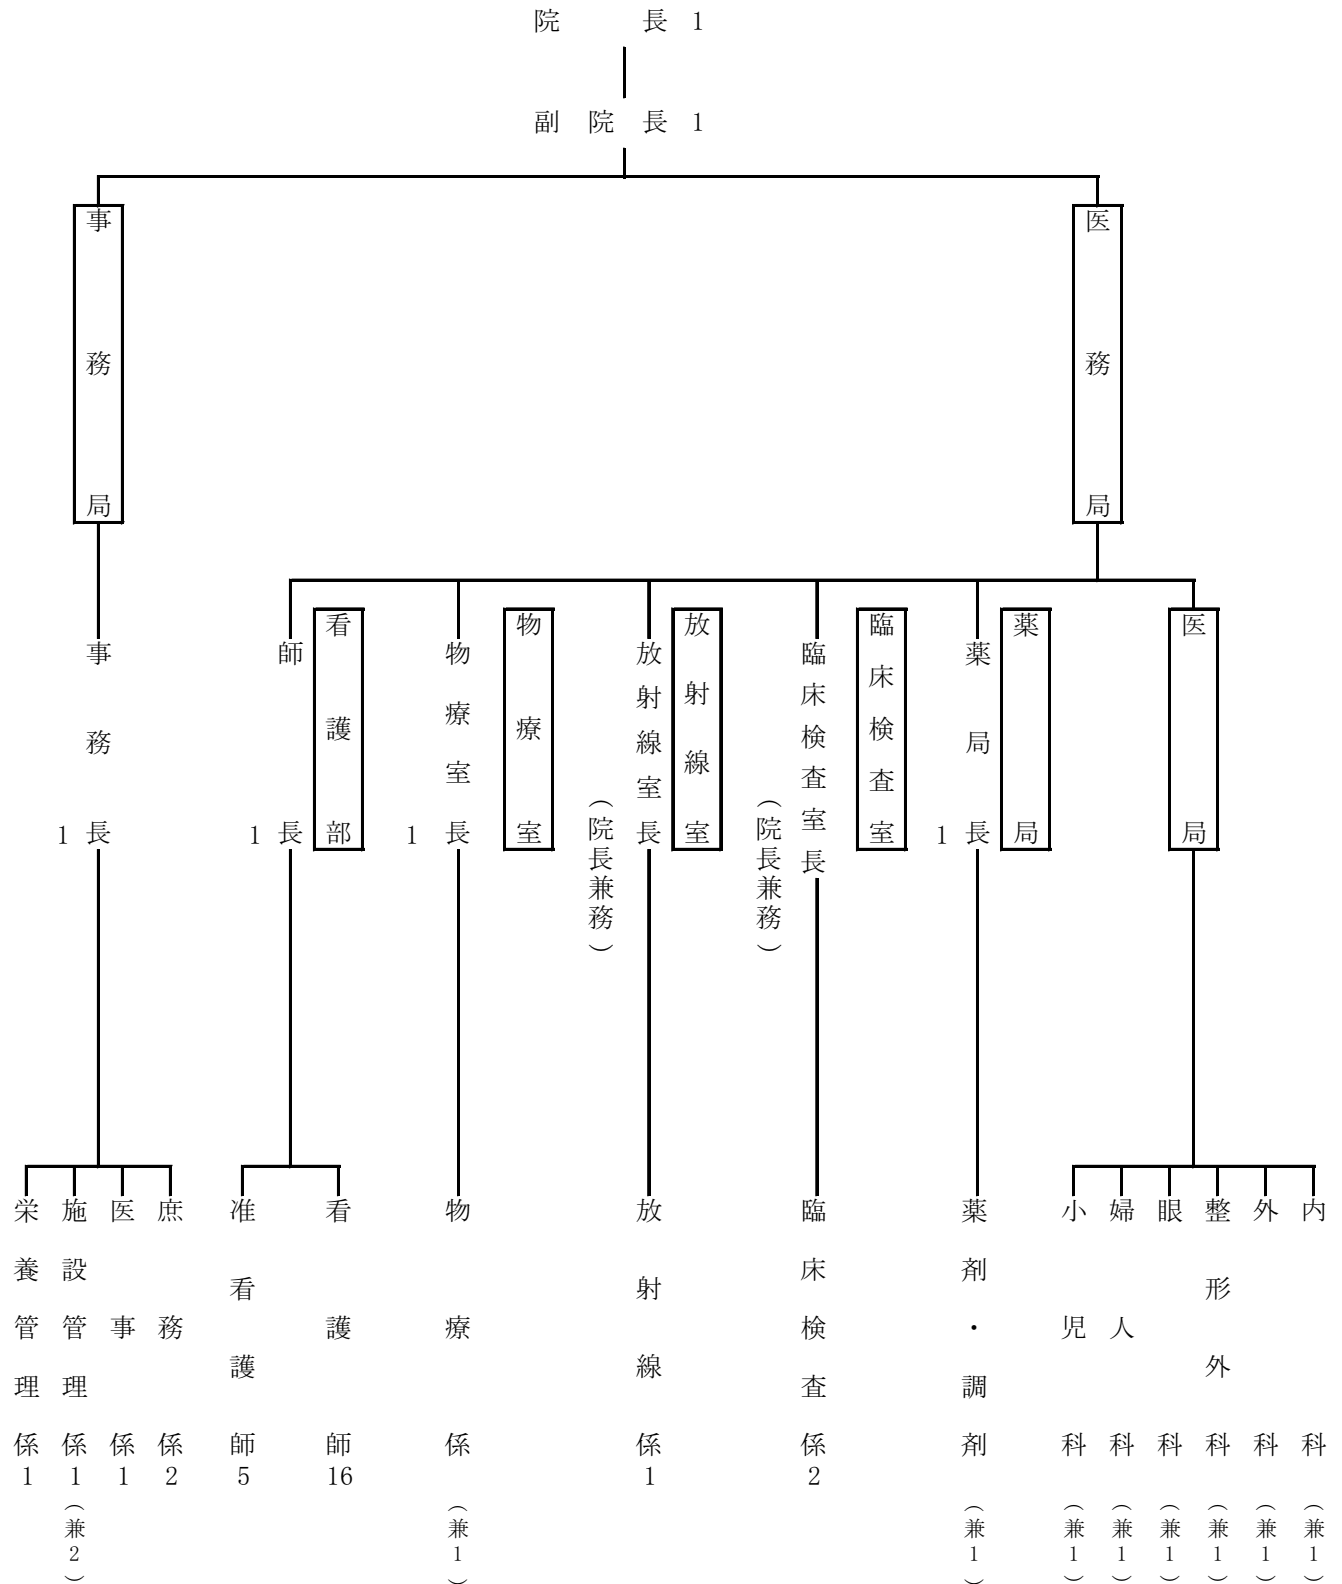 院長 1
副院長 1
医務局
事務局
医局
薬局
薬局長 1
臨床検査室
臨床検査室長
（院長兼務）
放射線室
放射線室長
（院長兼務）
物療室
物療室長 1
看護部
師長 1
事務長 1
内科（兼1）
外科（兼1）
整形外科（兼1）
眼科（兼1）
婦人科（兼1）
小児科（兼1）
薬剤・調剤（兼1）
臨床検査係2
放射線係1
物療係（兼1）
看護師16
准看護師5
庶務係2
医事係1
施設管理係1（兼2）
栄養管理係1